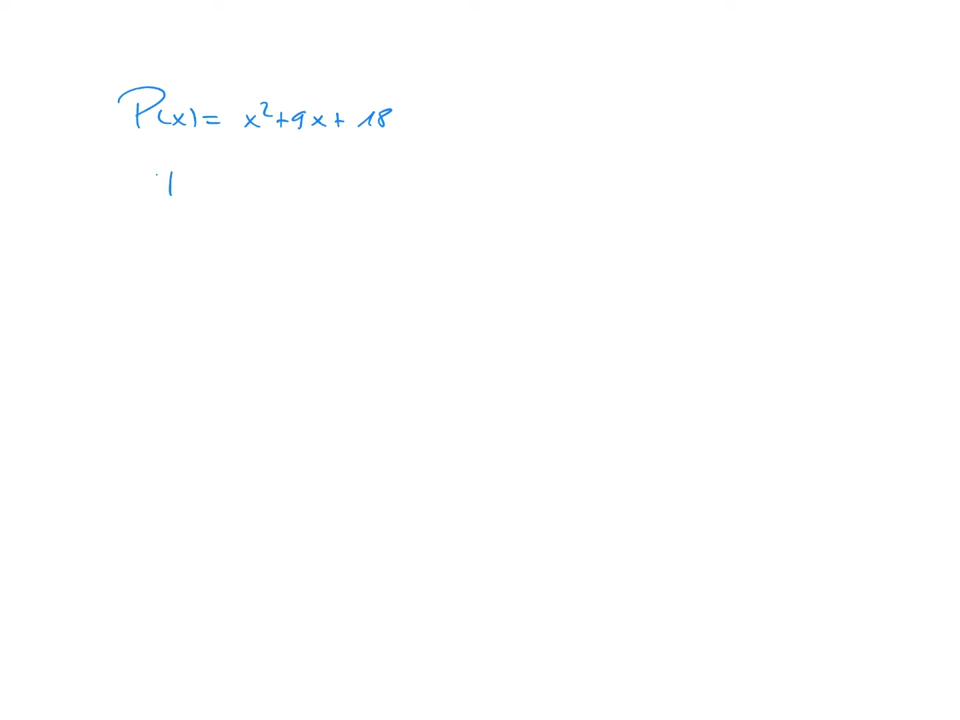 P(x) = x²+9x+18